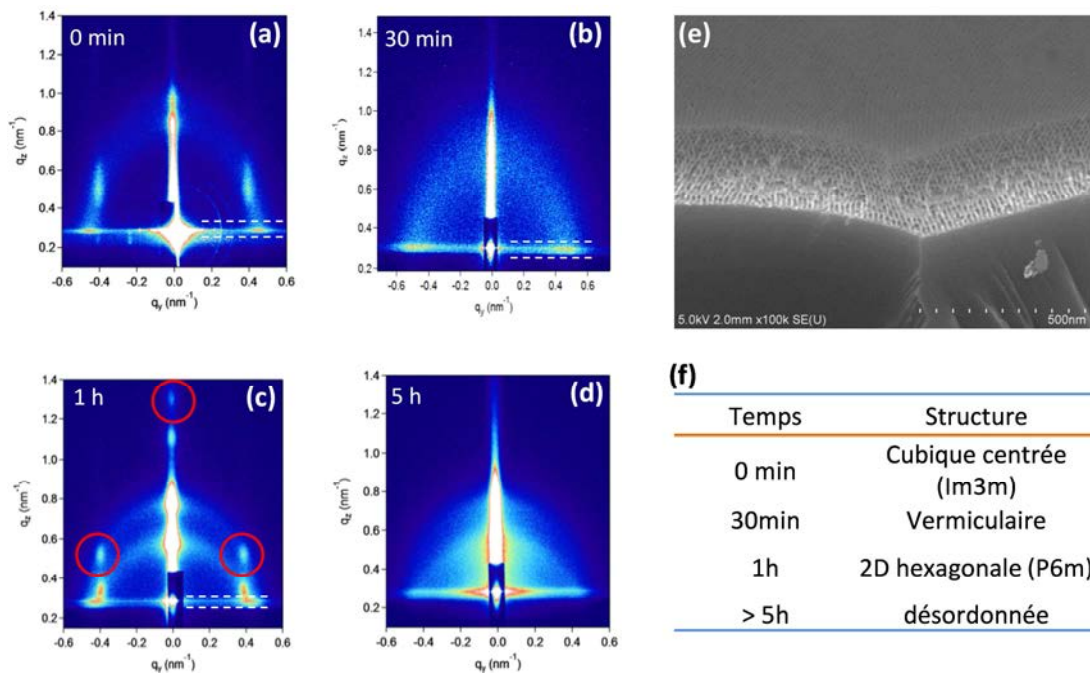 0 min
(a)
1.4
1.2
1.0
0.8
0.6
0.4
0.2
qz (nm-1)
-0.6 -0.4 -0.2 0.0 0.2 0.4 0.6
qy (nm-1)
30 min
(b)
1.4
1.2
1.0
0.8
0.6
0.4
0.2
qz (nm-1)
-0.6 -0.4 -0.2 0.0 0.2 0.4 0.6
qy (nm-1)
(e)
5.0kV 2.0mm x100k SE(U)
500nm
1 h
(c)
1.4
1.2
1.0
0.8
0.6
0.4
0.2
qz (nm-1)
-0.6 -0.4 -0.2 0.0 0.2 0.4 0.6
qy (nm-1)
5 h
(d)
1.4
1.2
1.0
0.8
0.6
0.4
0.2
qz (nm-1)
-0.6 -0.4 -0.2 0.0 0.2 0.4 0.6
qy (nm-1)
(f)
Temps Structure
0 min Cubique centrée
(Im3m)
30min Vermiculaire
1h 2D hexagonale (P6m)
> 5h désordonnée